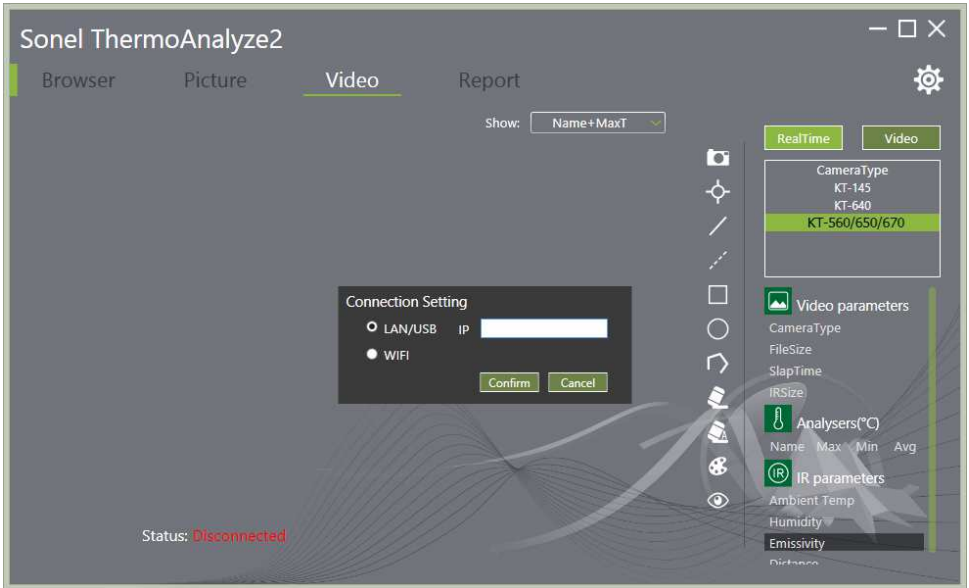 Sonel ThermoAnalyze2
Browser Picture Video Report
Show: Name+MaxT
RealTime Video
CameraType
KT-145
KT-640
KT-560/650/670
Connection Setting
LAN/USB IP
WIFI
Confirm Cancel
Video parameters
CameraType
FileSize
SlapTime
IRSize
Analysers(°C)
Name Max Min Avg
IR IR parameters
Ambient Temp
Humidity
Emissivity
Distance
Status: Disconnected